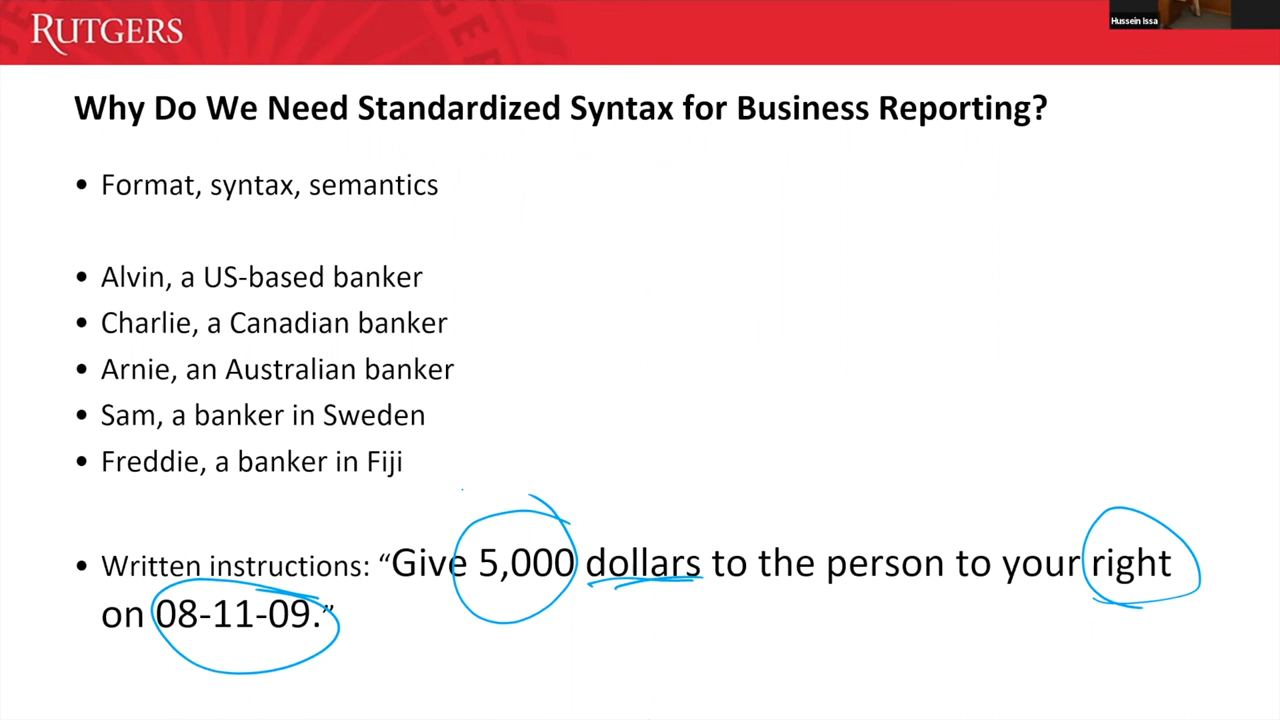 RUTGERS
Hussein Issa
Why Do We Need Standardized Syntax for Business Reporting?
• Format, syntax, semantics
• Alvin, a US-based banker
• Charlie, a Canadian banker
• Arnie, an Australian banker
• Sam, a banker in Sweden
• Freddie, a banker in Fiji
• Written instructions: “Give 5,000 dollars to the person to your right
on 08-11-09.”